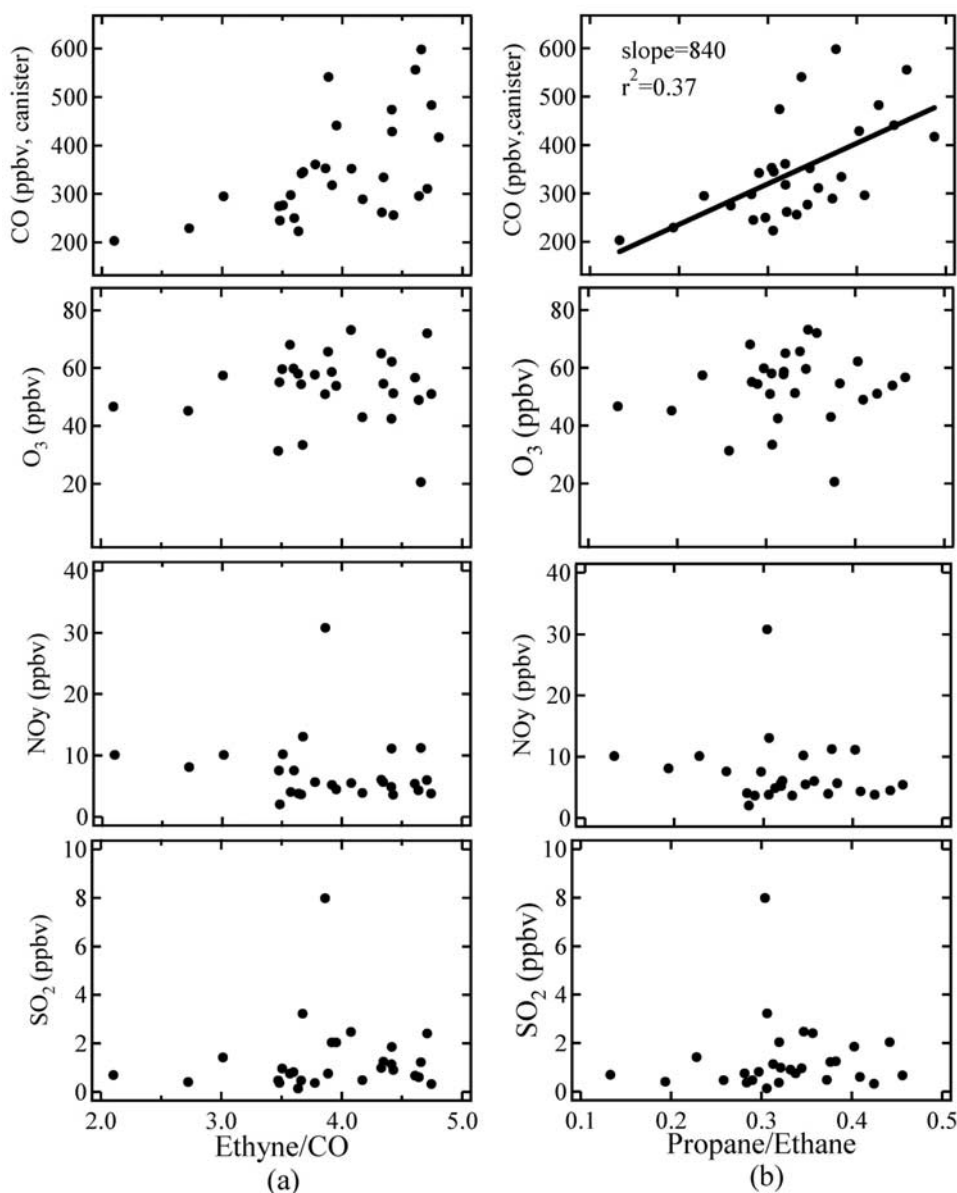 CO (ppbv, canister)
600
500
400
300
200
CO (ppbv,canister)
600
500
400
300
200
slope=840
r²=0.37
O₃ (ppbv)
80
60
40
20
O₃ (ppbv)
80
60
40
20
NOy (ppbv)
40
30
20
10
0
NOy (ppbv)
40
30
20
10
0
SO₂ (ppbv)
10
8
6
4
2
0
SO₂ (ppbv)
10
8
6
4
2
0
2.0 3.0 4.0 5.0
Ethyne/CO
(a)
0.1 0.2 0.3 0.4 0.5
Propane/Ethane
(b)